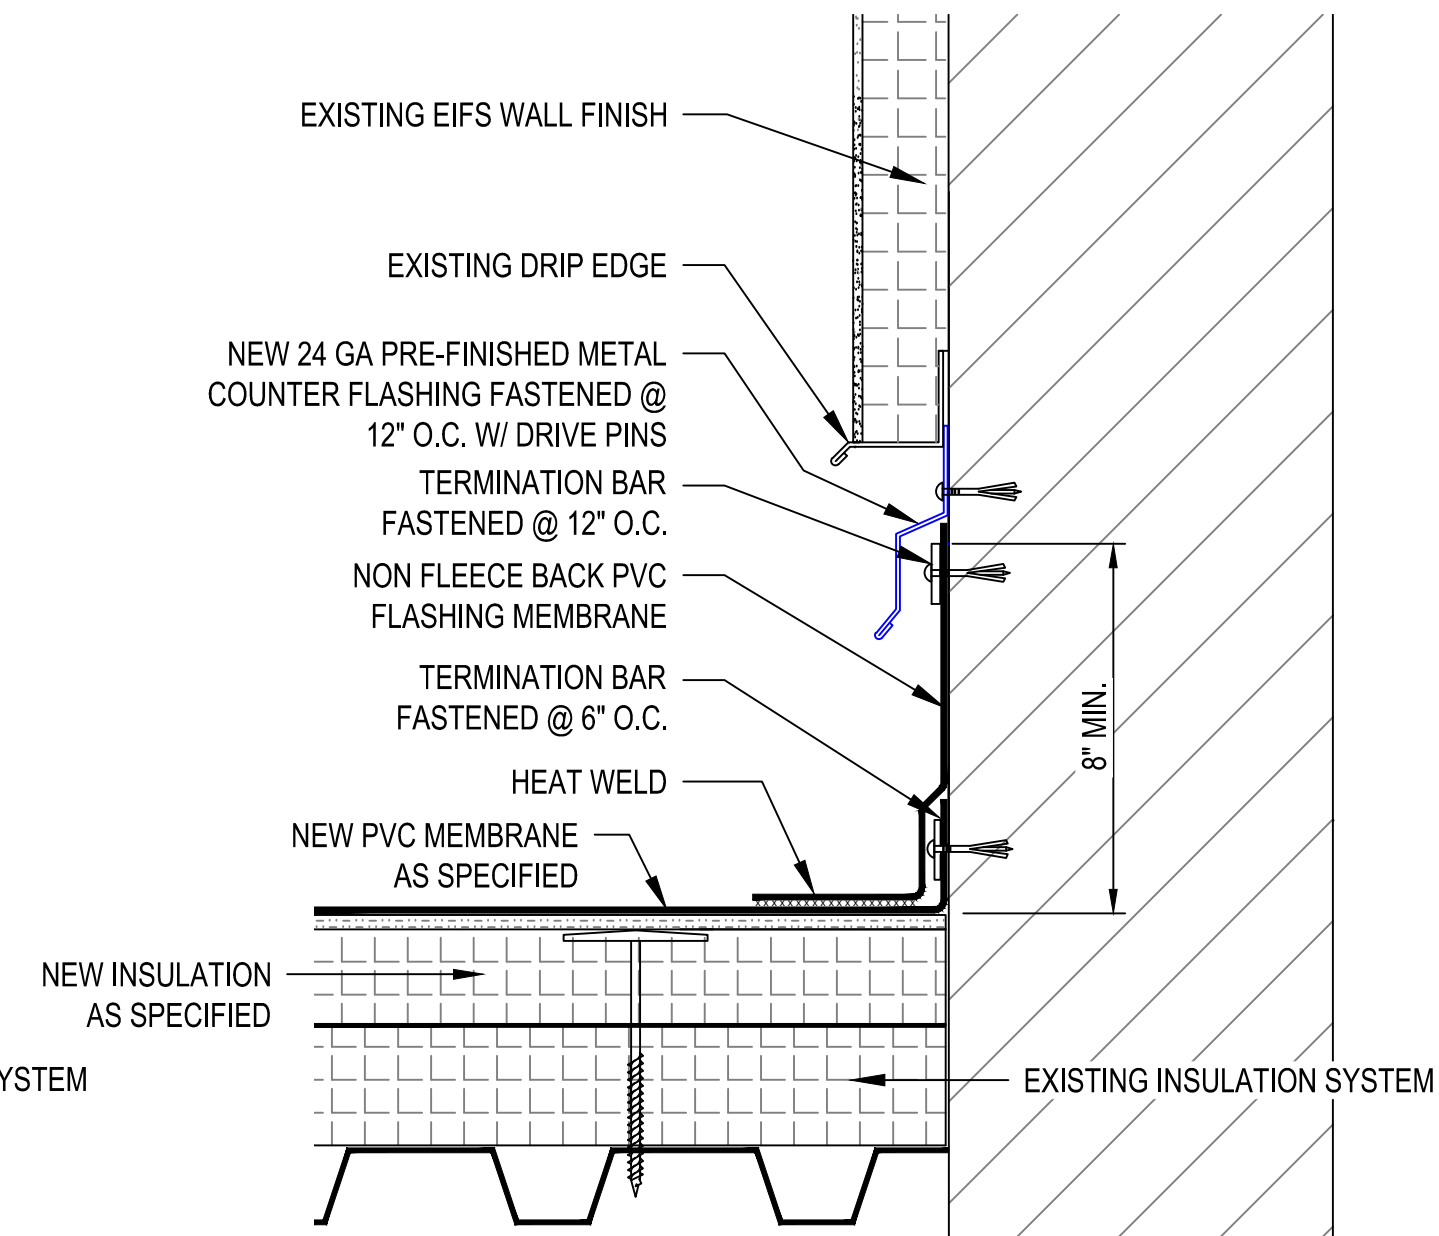 EXISTING EIFS WALL FINISH
EXISTING DRIP EDGE
NEW 24 GA PRE-FINISHED METAL
COUNTER FLASHING FASTENED @
12" O.C. W/ DRIVE PINS
TERMINATION BAR
FASTENED @ 12" O.C.
NON FLEECE BACK PVC
FLASHING MEMBRANE
TERMINATION BAR
FASTENED @ 6" O.C.
8" MIN.
HEAT WELD
NEW PVC MEMBRANE
AS SPECIFIED
NEW INSULATION
AS SPECIFIED
YSTEM
EXISTING INSULATION SYSTEM